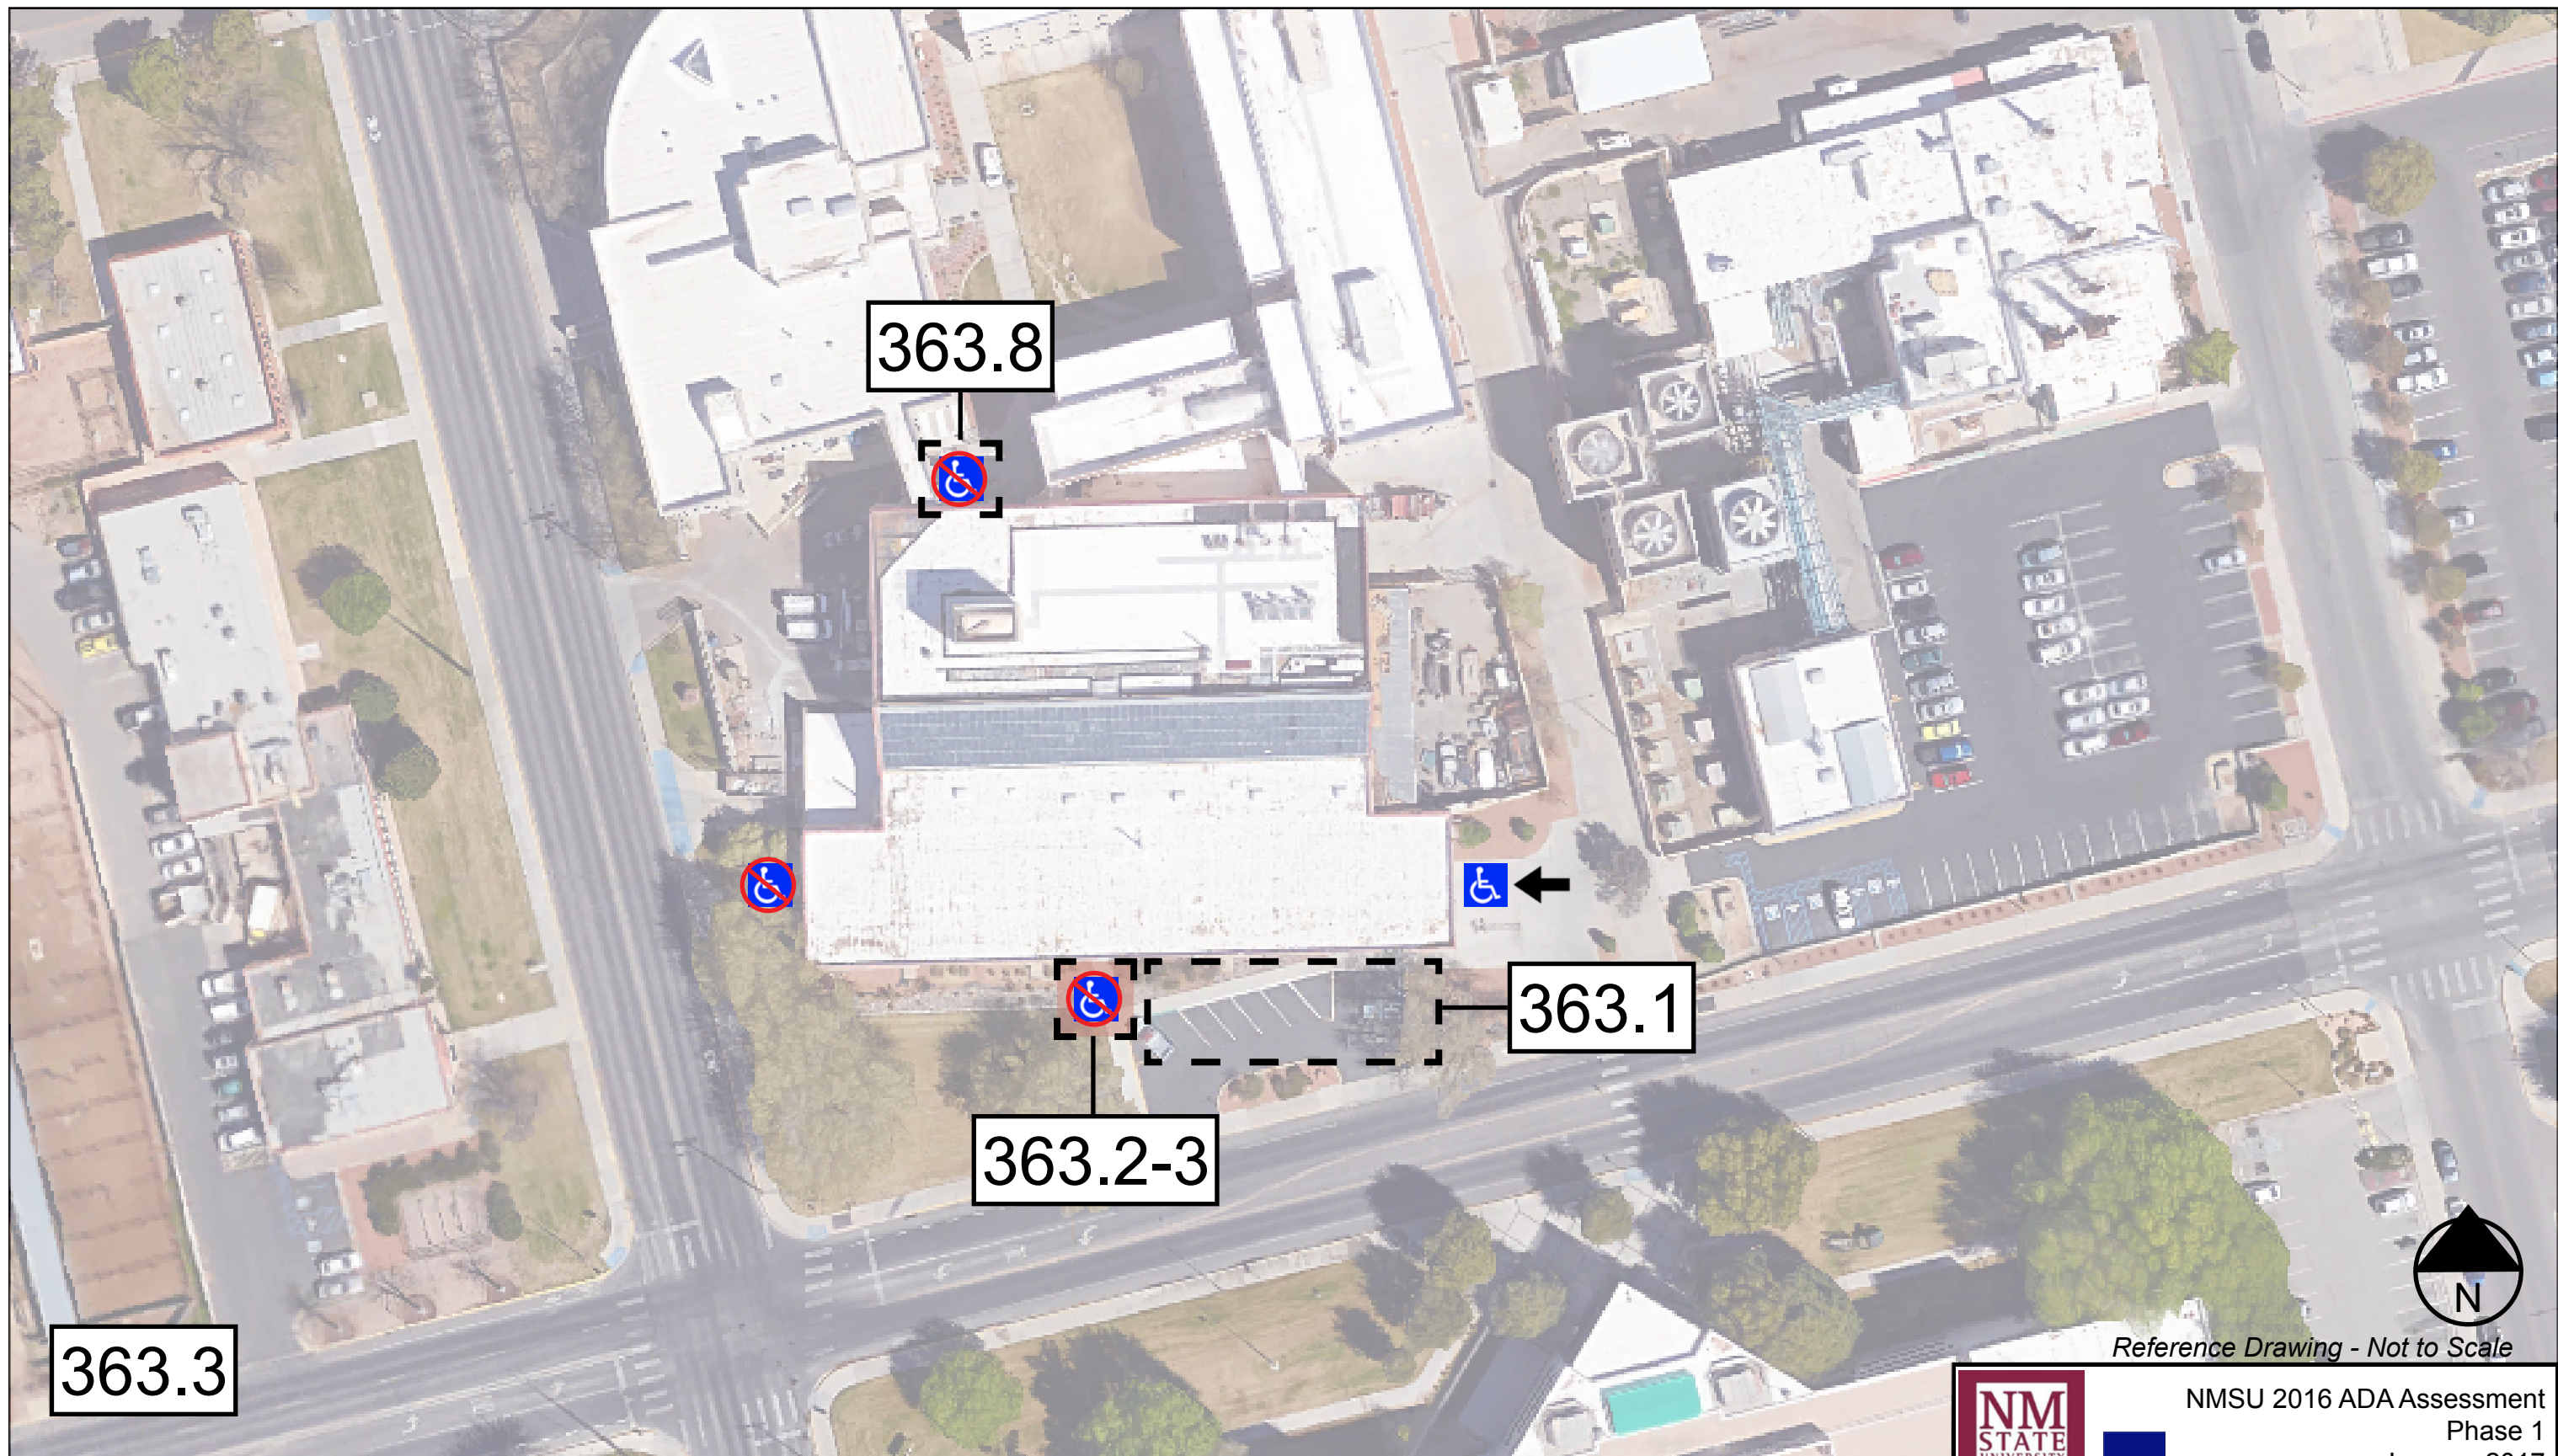 363.8
363.1
363.2-3
363.3
N
Reference Drawing - Not to Scale
NM
STATE
UNIVERSITY
NMSU 2016 ADA Assessment
Phase 1